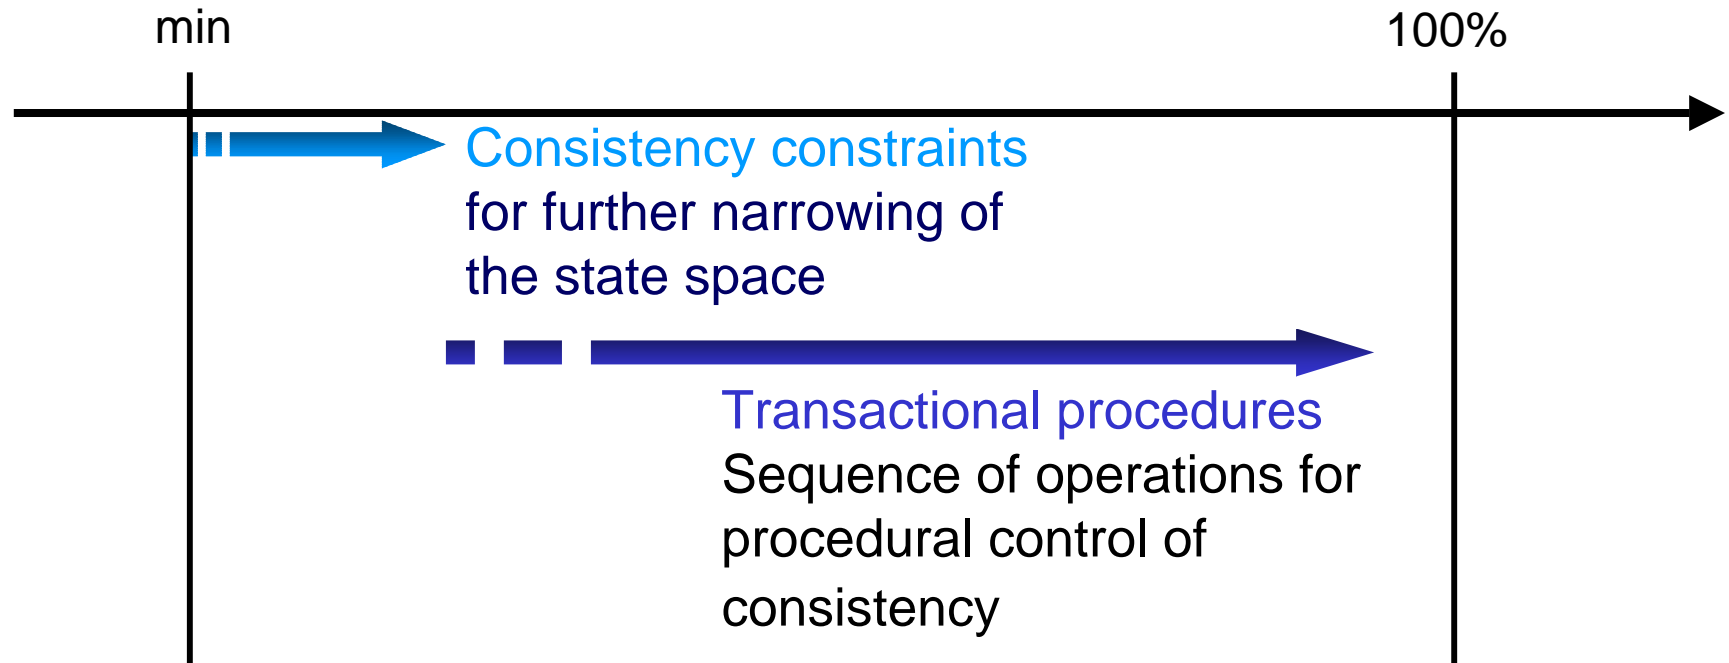 min
100%
Consistency constraints
for further narrowing of
the state space
Transactional procedures
Sequence of operations for
procedural control of
consistency